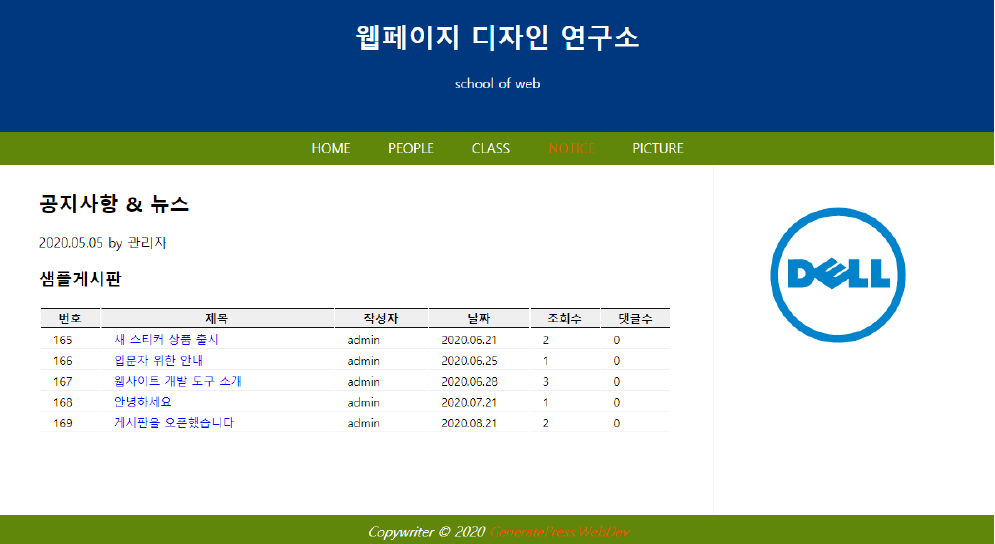 웹페이지 디자인 연구소
school of web
HOME PEOPLE CLASS NOTICE PICTURE
공지사항 & 뉴스
2020.05.05 by 관리자
샘플게시판
번호 제목 작성자 날짜 조회수 댓글수
165 새 스티커 상품 출시 admin 2020.06.21 2 0
166 입문자 위한 안내 admin 2020.06.25 1 0
167 웹사이트 개발 도구 소개 admin 2020.06.28 3 0
168 안녕하세요 admin 2020.07.21 1 0
169 게시판을 오픈했습니다 admin 2020.08.21 2 0
DELL
Copywriter © 2020 GeneratePress.WebDev